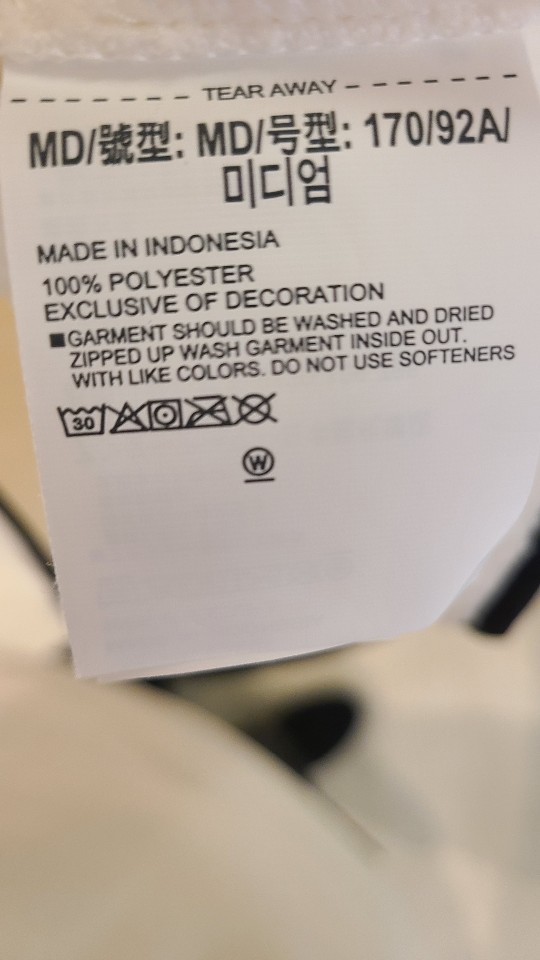 TEAR AWAY
MD/號型: MD/号型: 170/92A/
미디엄
MADE IN INDONESIA
100% POLYESTER
EXCLUSIVE OF DECORATION
■GARMENT SHOULD BE WASHED AND DRIED
ZIPPED UP WASH GARMENT INSIDE OUT.
WITH LIKE COLORS. DO NOT USE SOFTENERS
30
W